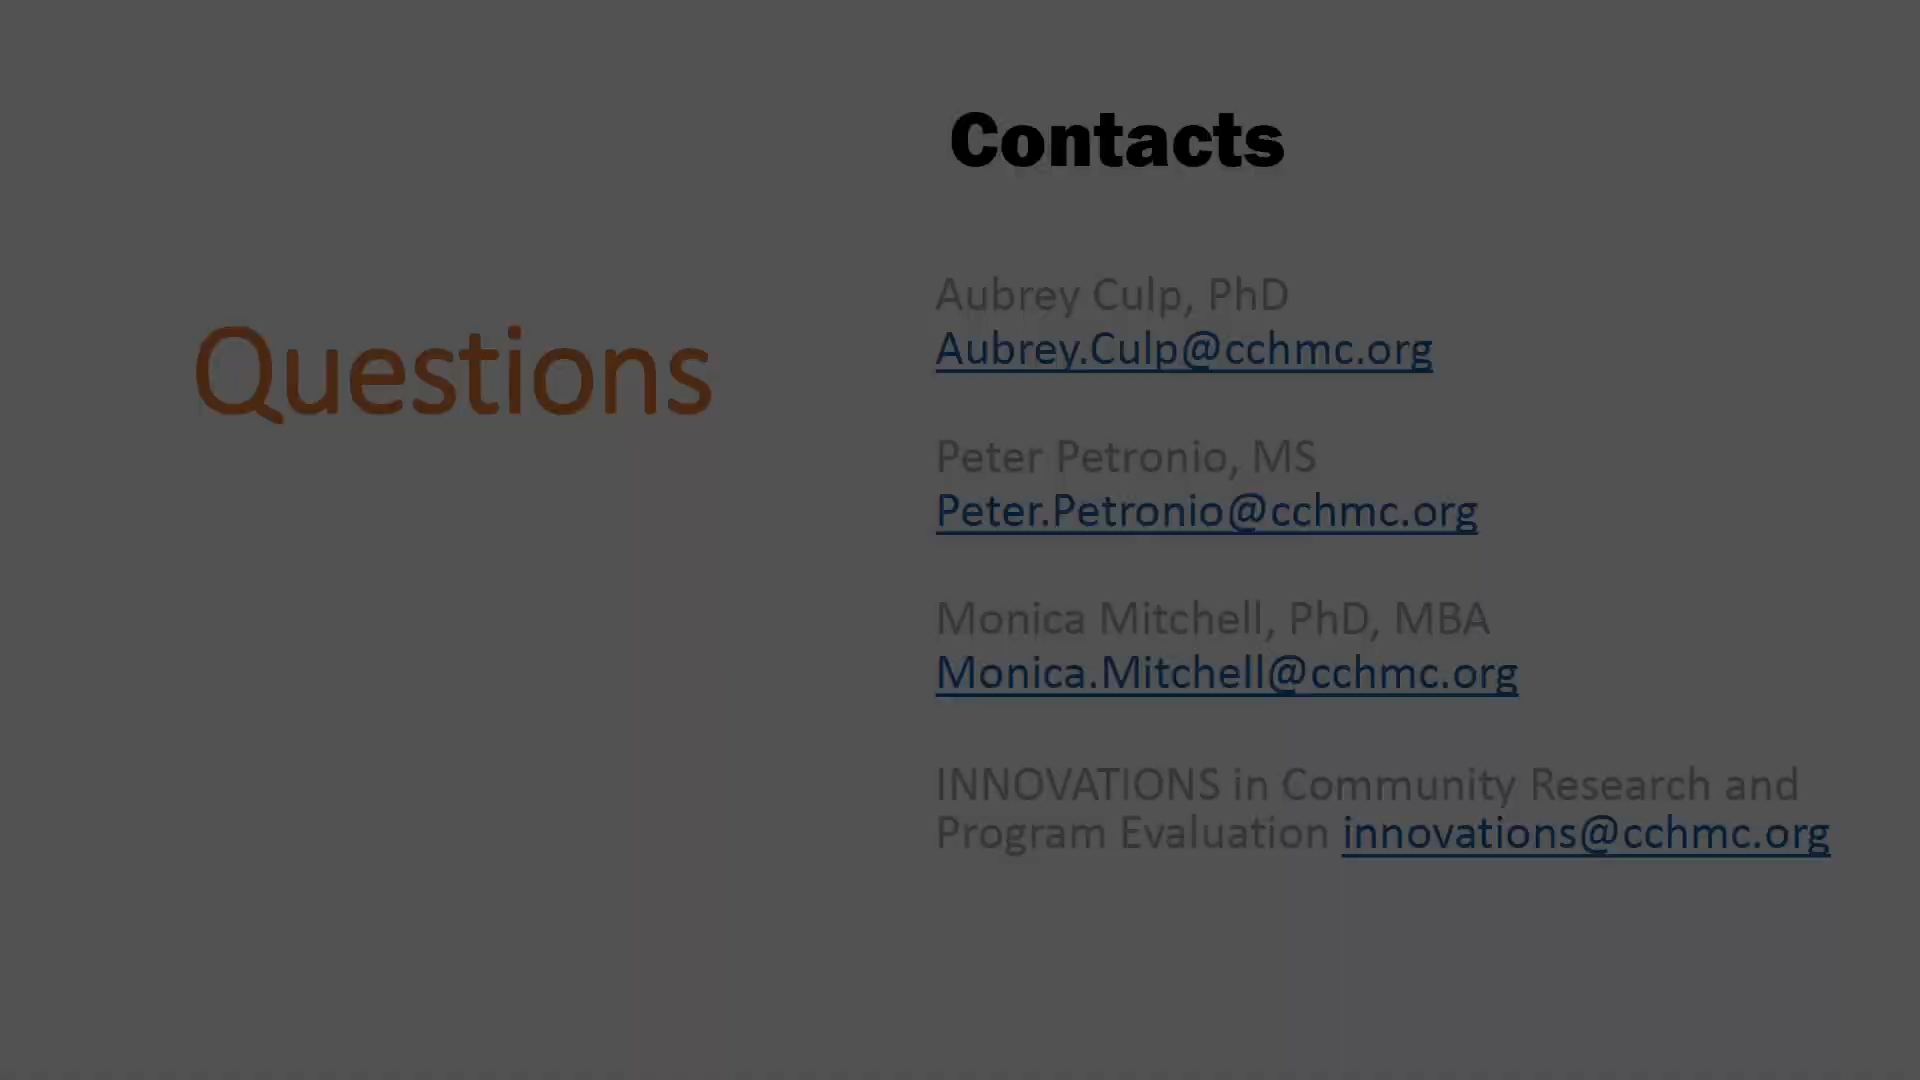 Questions
Contacts
Aubrey Culp, PhD
Aubrey.Culp@cchmc.org
Peter Petronio, MS
Peter.Petronio@cchmc.org
Monica Mitchell, PhD, MBA
Monica.Mitchell@cchmc.org
INNOVATIONS in Community Research and
Program Evaluation innovations@cchmc.org